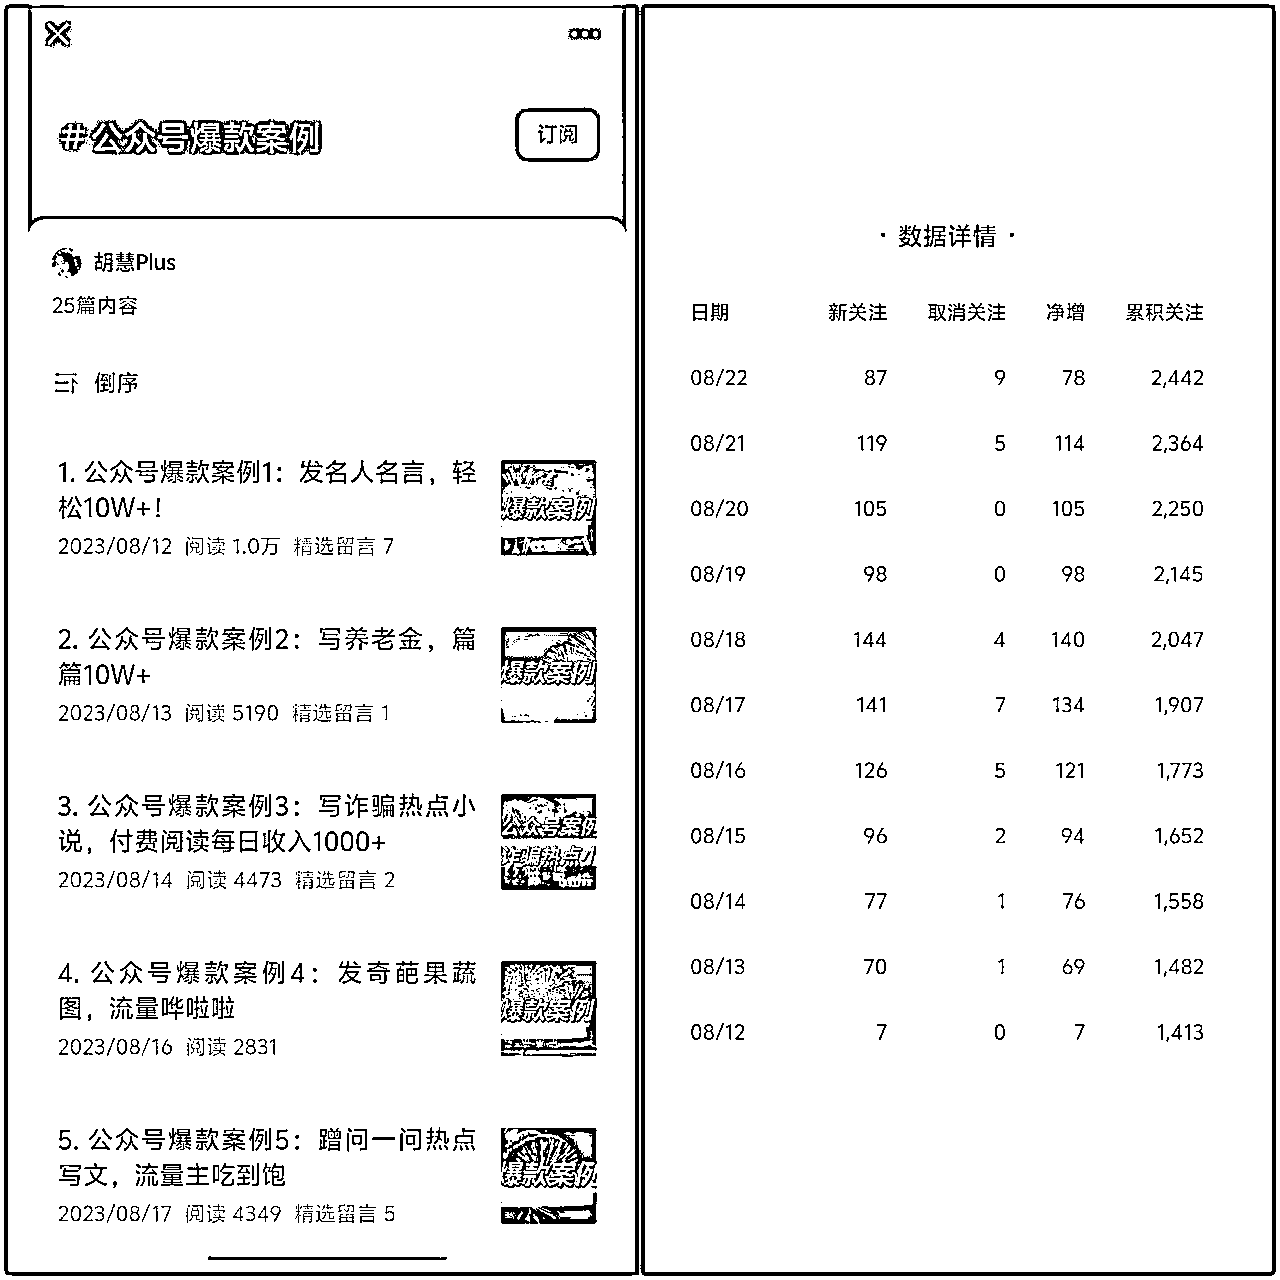 #公众号爆款案例
订阅
胡慧Plus
25篇内容
倒序
1. 公众号爆款案例1：发名人名言，轻
松10W+！
2023/08/12 阅读 1.0万 精选留言 7
爆款案例
2. 公众号爆款案例2：写养老金，篇
篇10W+
2023/08/13 阅读 5190 精选留言 1
爆款案例
3. 公众号爆款案例3：写诈骗热点小
说，付费阅读每日收入1000+
2023/08/14 阅读 4473 精选留言 2
公众号案例
诈骗热点小
4. 公众号爆款案例4：发奇葩果蔬
图，流量哗啦啦
2023/08/16 阅读 2831
爆款案例
5. 公众号爆款案例5：蹭问一问热点
写文，流量主吃到饱
2023/08/17 阅读 4349 精选留言 5
爆款案例
· 数据详情 ·
日期 新关注 取消关注 净增 累积关注
08/22 87 9 78 2,442
08/21 119 5 114 2,364
08/20 105 0 105 2,250
08/19 98 0 98 2,145
08/18 144 4 140 2,047
08/17 141 7 134 1,907
08/16 126 5 121 1,773
08/15 96 2 94 1,652
08/14 77 1 76 1,558
08/13 70 1 69 1,482
08/12 7 0 7 1,413